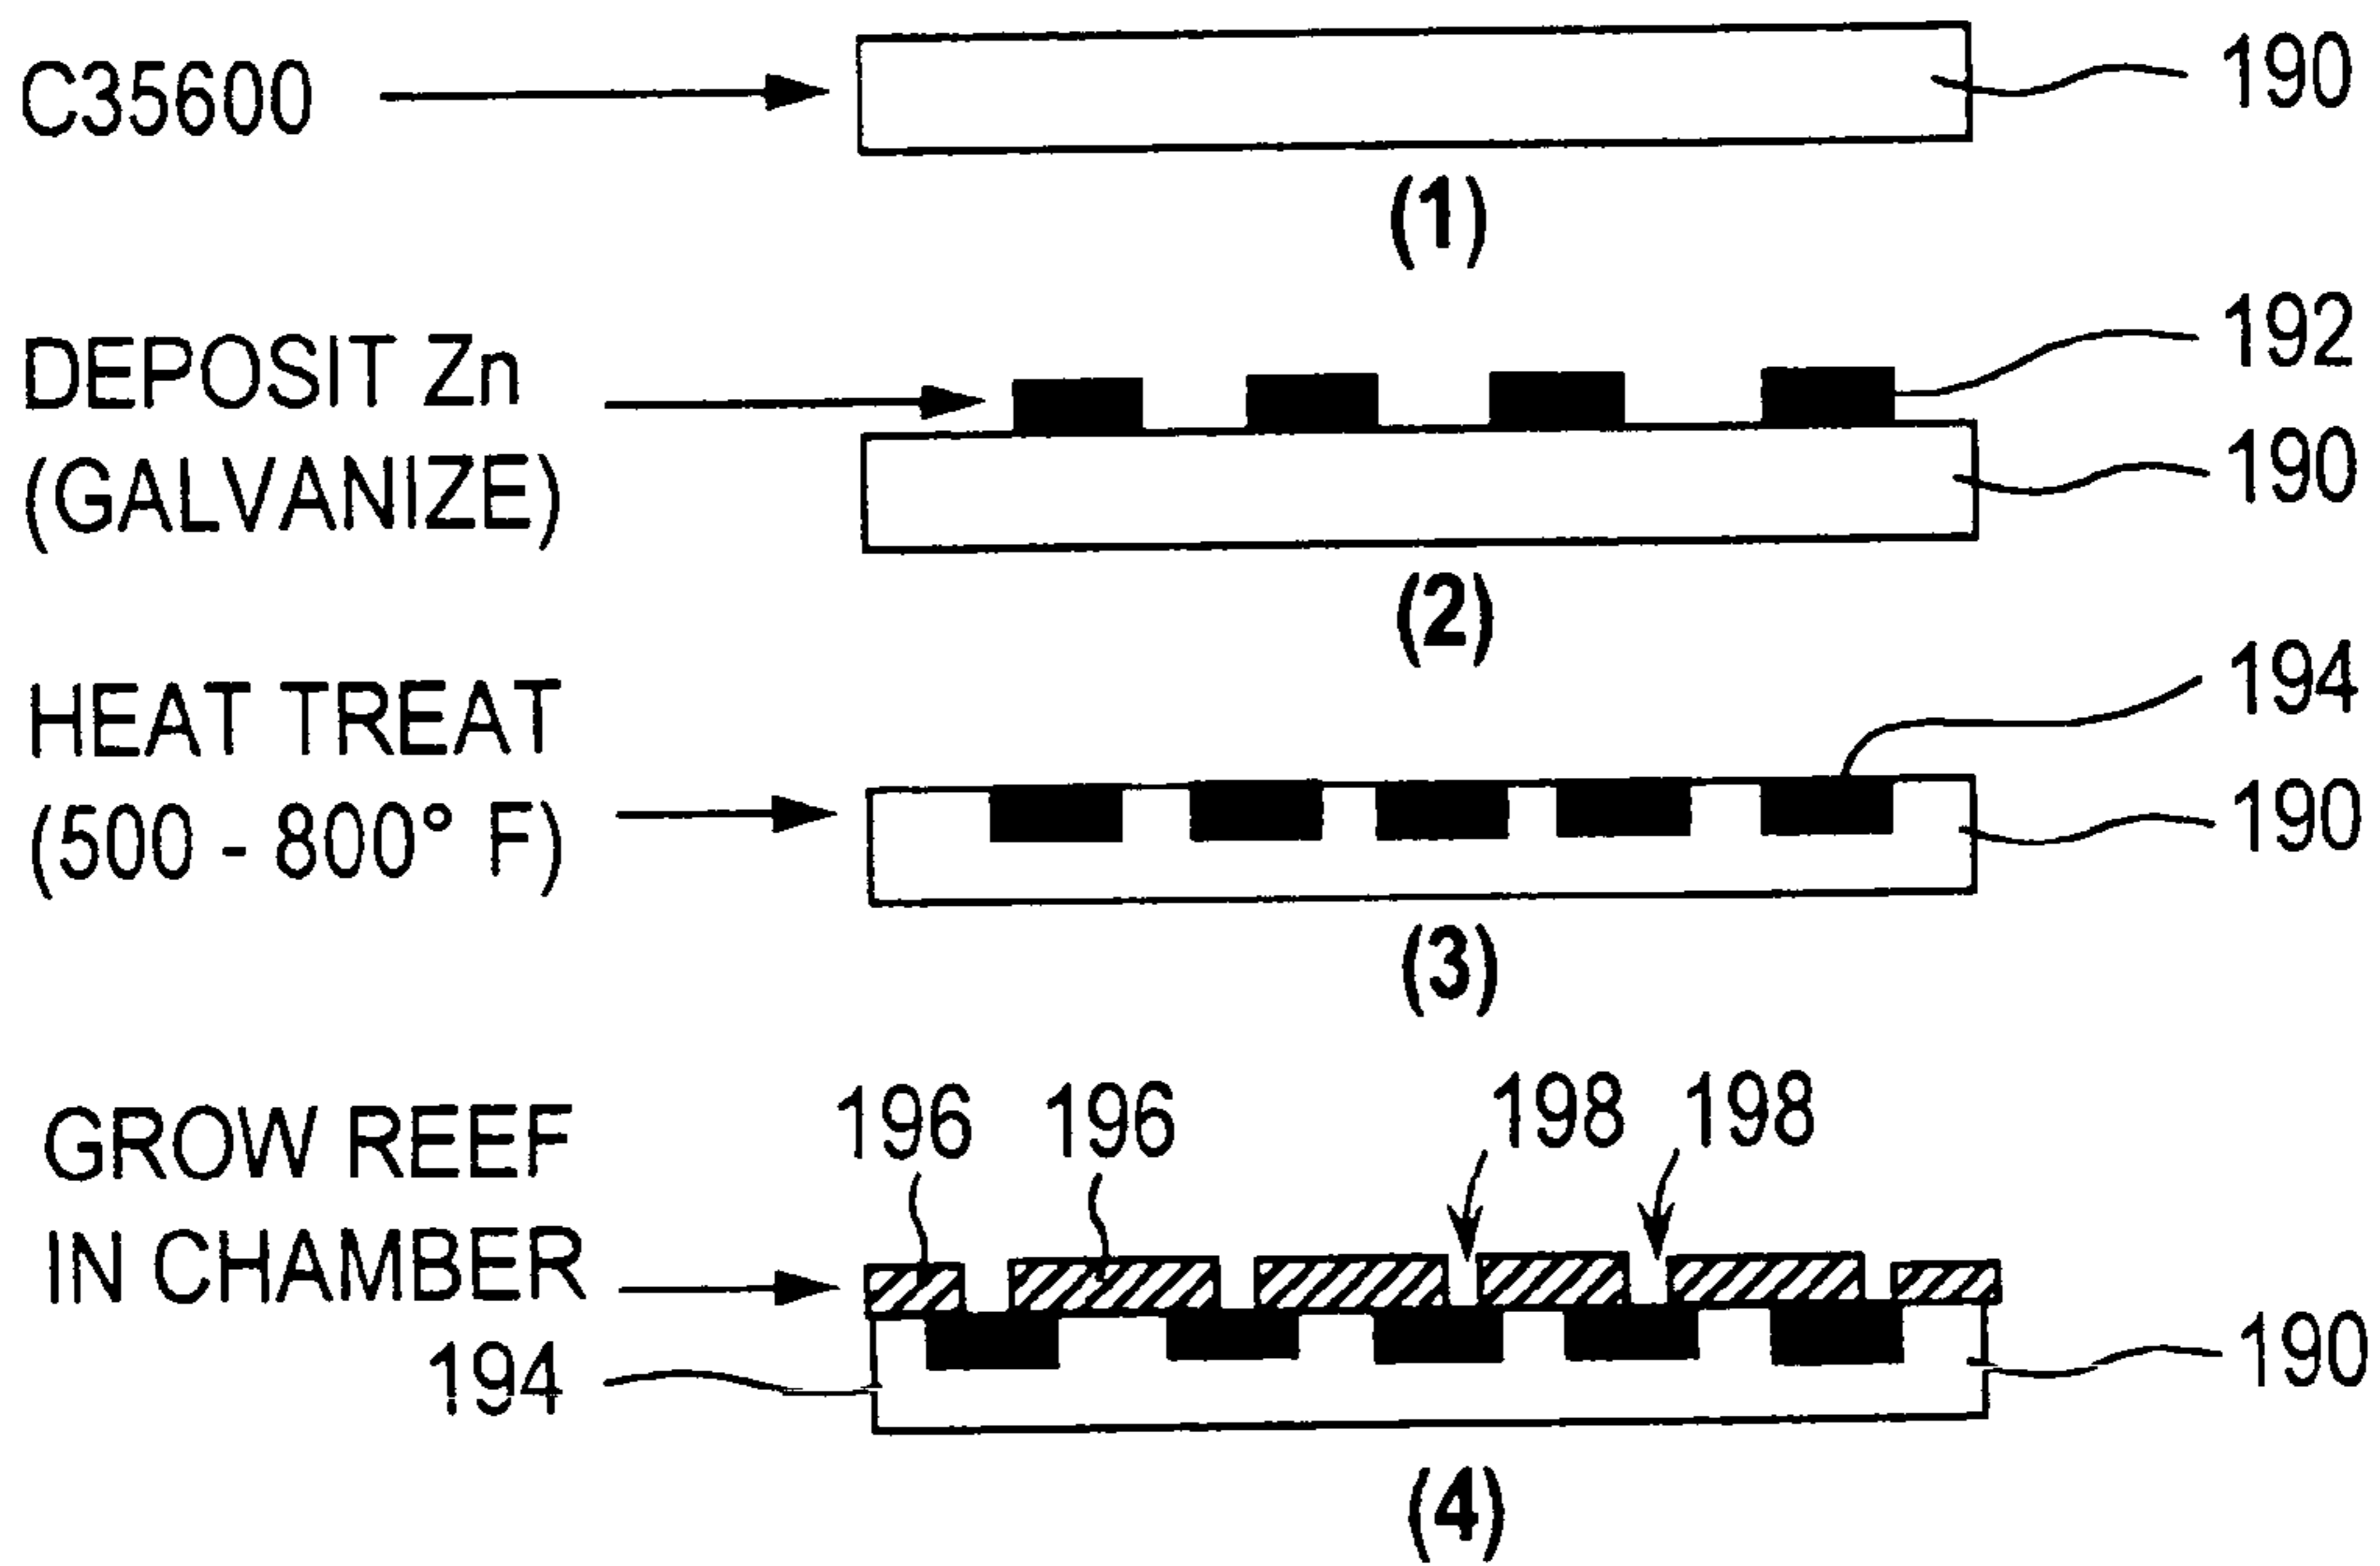 C35600
190
(1)
DEPOSIT Zn
(GALVANIZE)
192
190
(2)
HEAT TREAT
(500 - 800° F)
194
190
(3)
GROW REEF
IN CHAMBER
196 196 198 198
194
190
(4)